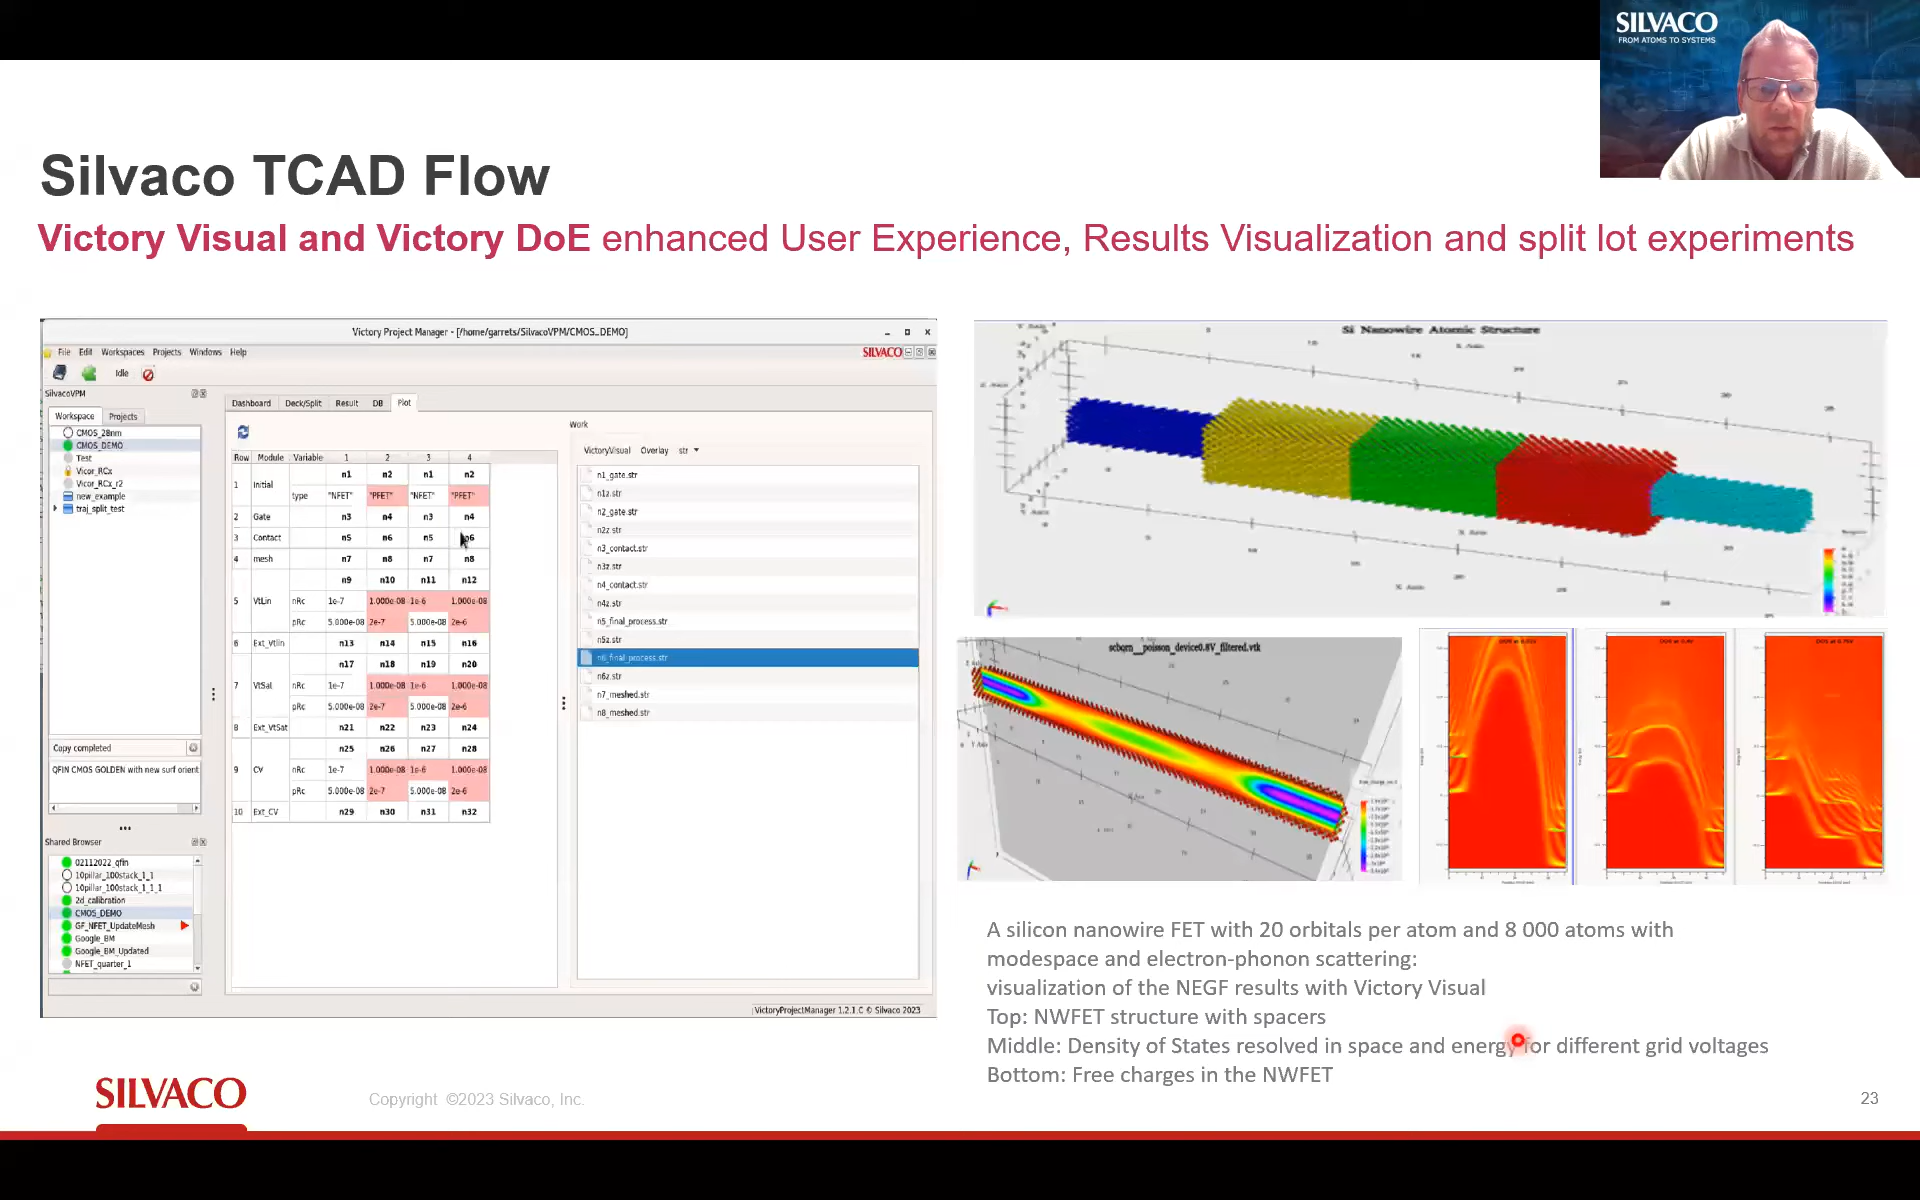 SILVACO
FROM ATOMS TO SYSTEMS
Silvaco TCAD Flow
Victory Visual and Victory DoE enhanced User Experience, Results Visualization and split lot experiments
Victory Project Manager - [/home/garrets/SilvacoVPM/CMOS_DEMO]
File Edit Workspaces Projects Windows Help
SILVACO
Idle
SilvacoVPM
Workspace Projects
CMOS_28nm
CMOS_DEMO
Test
Vicor_RCx
Vicor_RCx_r2
new_example
traj_split_test
Copy completed
QFIN CMOS GOLDEN with new surf orient
Shared Browser
02112022_qfin
10pillar_100stack_1_1
10pillar_100stack_1_1_1
2d_calibration
CMOS_DEMO
GF_NFET_UpdateMesh
Google_BM
Google_BM_Updated
NFET_quarter_1
Dashboard Deck/Split Result DB Plot
Row Module Variable 1 2 3 4
n1 n2 n1 n2
1 Initial
type "NFET" "PFET" "NFET" "PFET"
2 Gate n3 n4 n3 n4
3 Contact n5 n6 n5 n6
4 mesh n7 n8 n7 n8
n9 n10 n11 n12
5 VtLin nRc 1e-7 1.000e-08 1e-6 1.000e-08
pRc 5.000e-08 2e-7 5.000e-08 2e-6
6 Ext_Vtlin n13 n14 n15 n16
n17 n18 n19 n20
7 VtSat nRc 1e-7 1.000e-08 1e-6 1.000e-08
pRc 5.000e-08 2e-7 5.000e-08 2e-6
8 Ext_VtSat n21 n22 n23 n24
n25 n26 n27 n28
9 CV nRc 1e-7 1.000e-08 1e-6 1.000e-08
pRc 5.000e-08 2e-7 5.000e-08 2e-6
10 Ext_CV n29 n30 n31 n32
Work
VictoryVisual Overlay str
n1_gate.str
n1z.str
n2_gate.str
n2z.str
n3_contact.str
n3z.str
n4_contact.str
n4z.str
n5_final_process.str
n5z.str
n6_final_process.str
n6z.str
n7_meshed.str
n8_meshed.str
VictoryProjectManager 1.2.1.C © Silvaco 2023
Si Nanowire Atomic Structure
scborn__poisson_device0.8V_filtered.vtk
A silicon nanowire FET with 20 orbitals per atom and 8 000 atoms with
modespace and electron-phonon scattering:
visualization of the NEGF results with Victory Visual
Top: NWFET structure with spacers
Middle: Density of States resolved in space and energy for different grid voltages
Bottom: Free charges in the NWFET
SILVACO
Copyright ©2023 Silvaco, Inc.
23